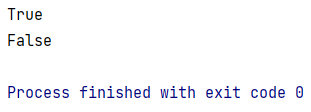 True
False
Process finished with exit code 0